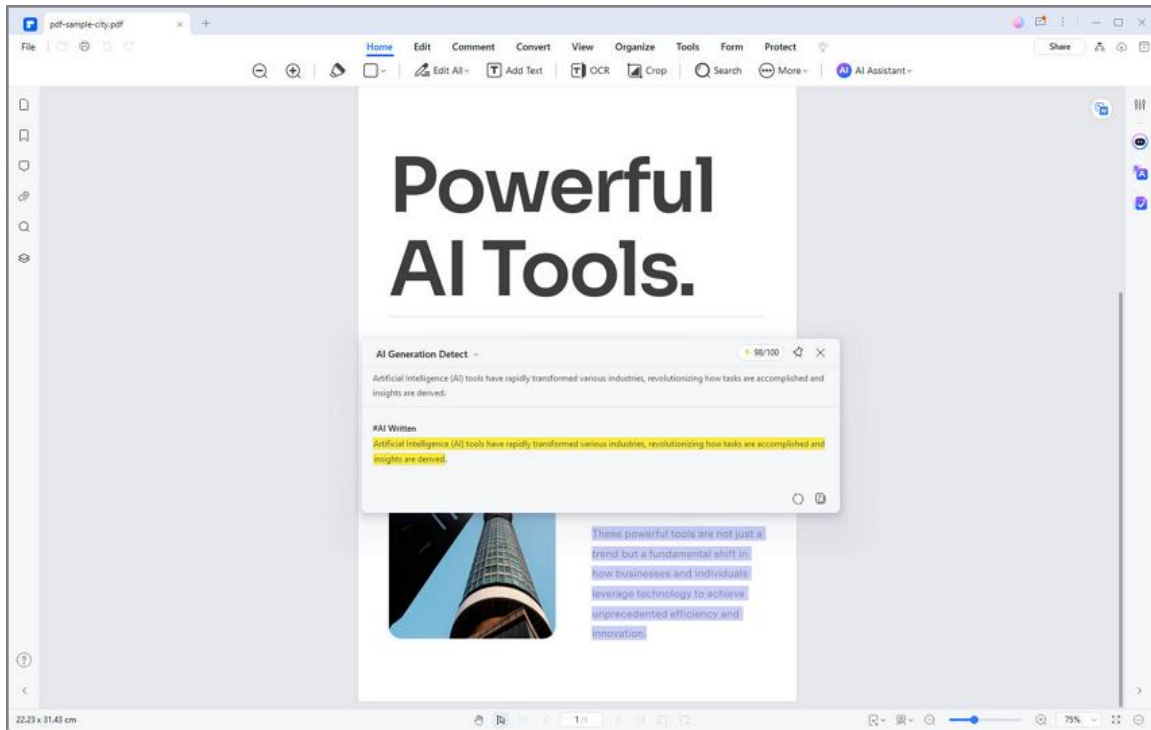 pdf-sample-city.pdf
File
Home Edit Comment Convert View Organize Tools Form Protect
Share
Edit All
Add Text
OCR
Crop
Search
More
AI Assistant
Powerful
AI Tools.
AI Generation Detect
98/100
Artificial Intelligence (AI) tools have rapidly transformed various industries, revolutionizing how tasks are accomplished and
insights are derived.
#AI Written
Artificial Intelligence (AI) tools have rapidly transformed various industries, revolutionizing how tasks are accomplished and
insights are derived.
These powerful tools are not just a
trend but a fundamental shift in
how businesses and individuals
leverage technology to achieve
unprecedented efficiency and
innovation.
22.23 x 31.43 cm
1 /1
75%